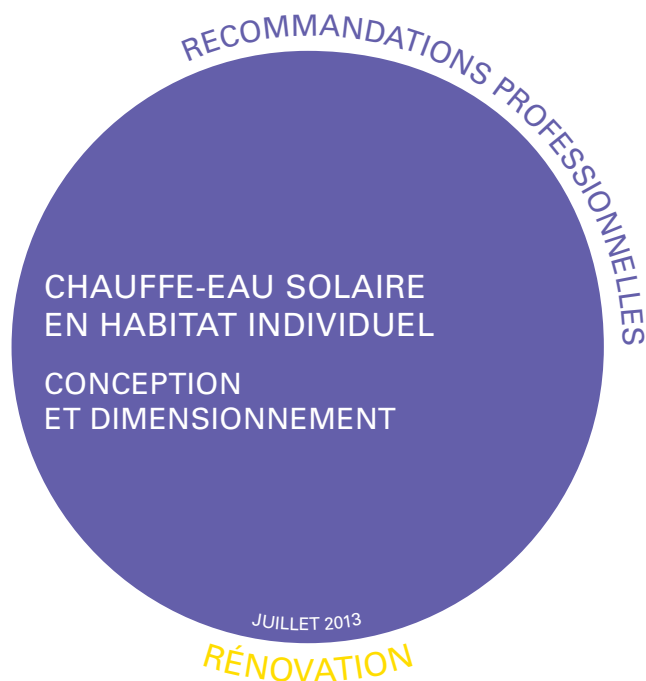 RECOMMANDATIONS PROFESSIONNELLES
CHAUFFE-EAU SOLAIRE
EN HABITAT INDIVIDUEL
CONCEPTION
ET DIMENSIONNEMENT
JUILLET 2013
RÉNOVATION